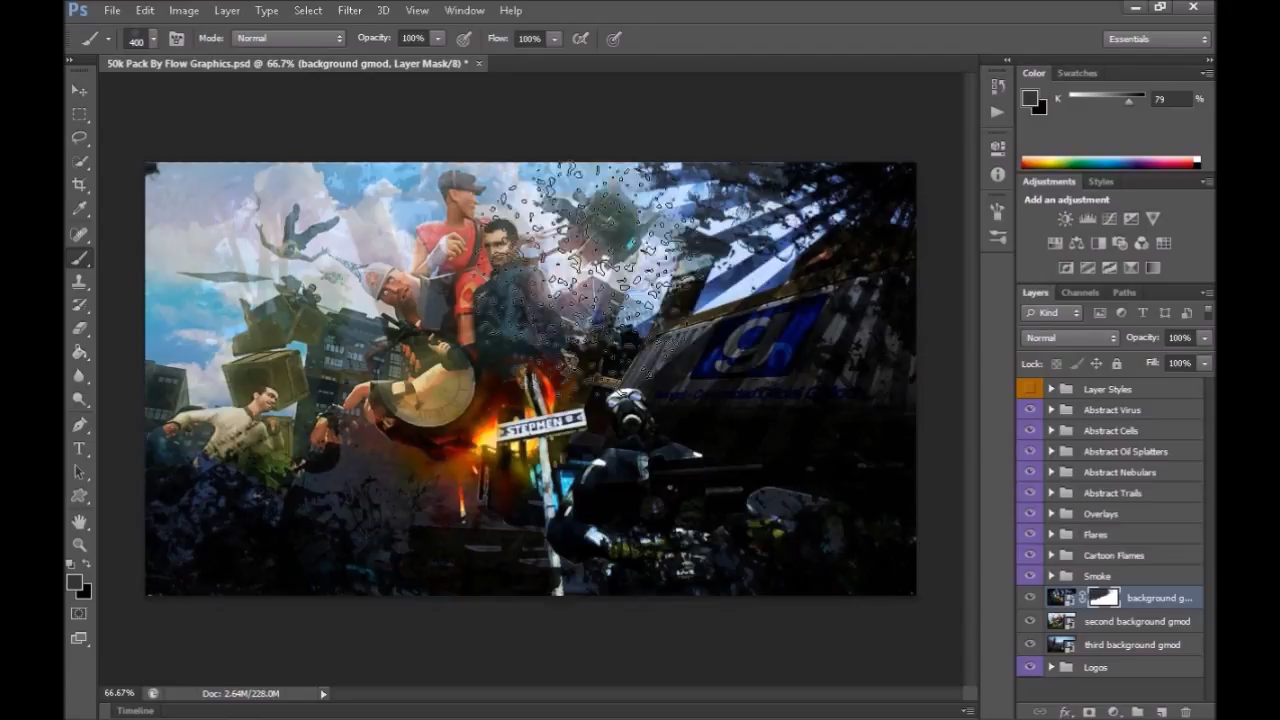 Ps File Edit Image Layer Type Select Filter 3D View Window Help
400 Mode: Normal Opacity: 100% Flow: 100% Essentials
50k Pack By Flow Graphics.psd @ 66.7% (background gmod, Layer Mask/8) * ×
Color Swatches
K 79 %
Adjustments Styles
Add an adjustment
Layers Channels Paths
Kind
Normal Opacity: 100%
Lock: Fill: 100%
Layer Styles
Abstract Virus
Abstract Cells
Abstract Oil Splatters
Abstract Nebulars
Abstract Trails
Overlays
Flares
Cartoon Flames
Smoke
background g...
second background gmod
third background gmod
Logos
g
STEPHEN
66.67% Doc: 2.64M/228.0M
Timeline